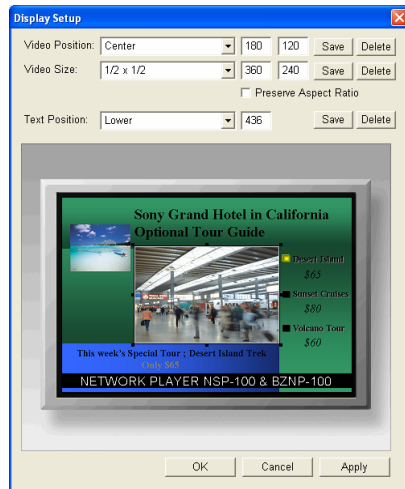 Display Setup
Video Position: Center 180 120 Save Delete
Video Size: 1/2 x 1/2 360 240 Save Delete
Preserve Aspect Ratio
Text Position: Lower 436 Save Delete
Sony Grand Hotel in California
Optional Tour Guide
Desert Island
$65
Sunset Cruises
$80
Volcano Tour
$60
This week's Special Tour ; Desert Island Trek
Only $65
NETWORK PLAYER NSP-100 & BZNP-100
OK Cancel Apply